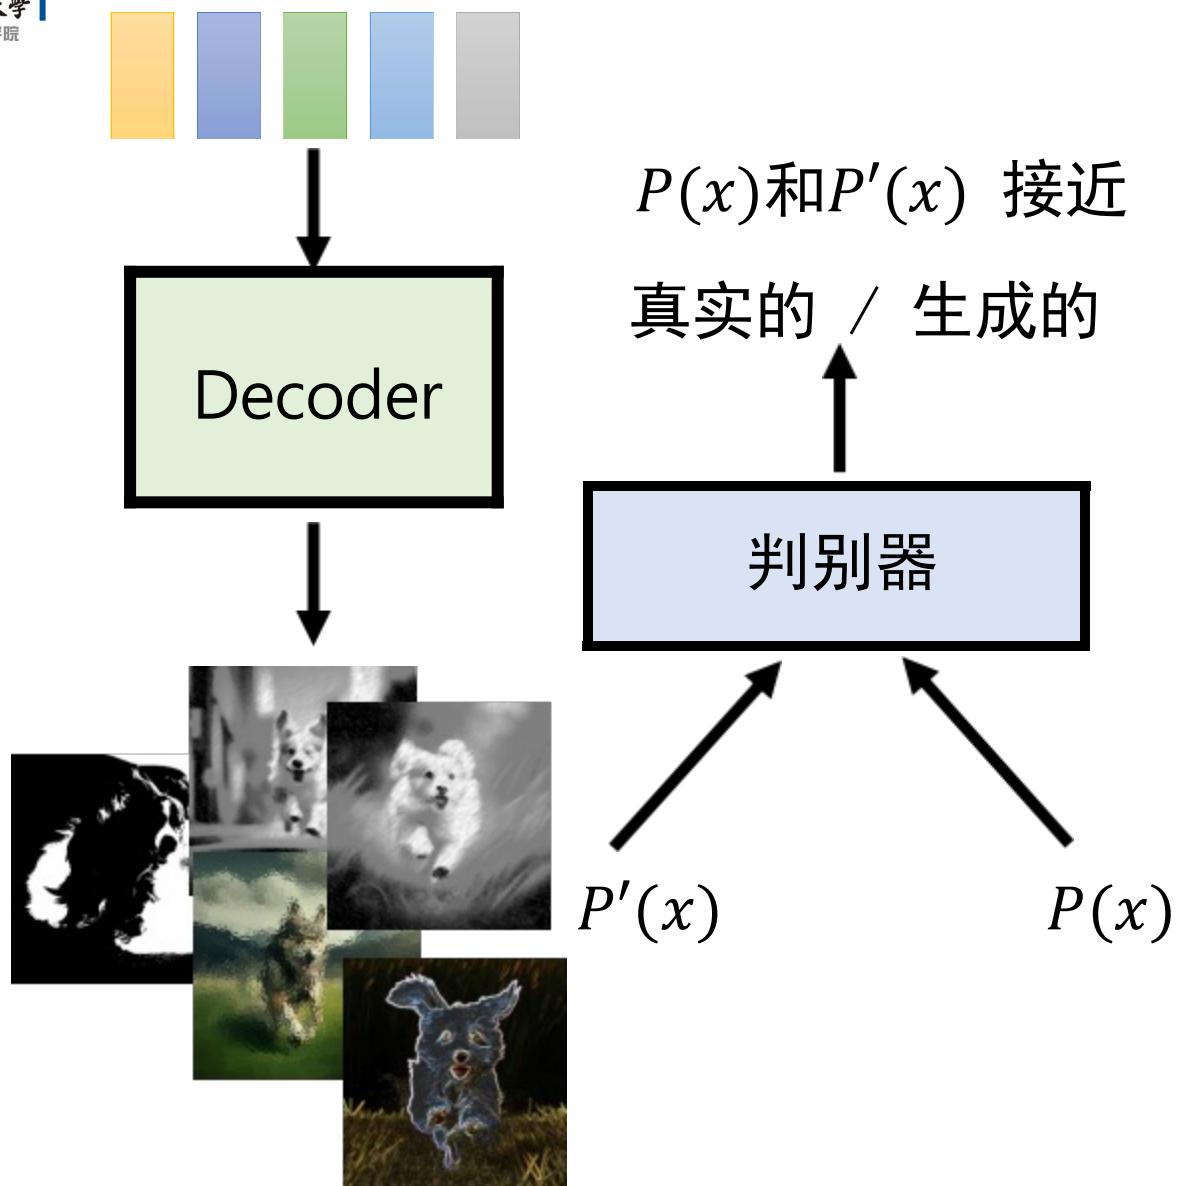 P(x)和P′(x) 接近
真实的 / 生成的
Decoder
判别器
P′(x)
P(x)